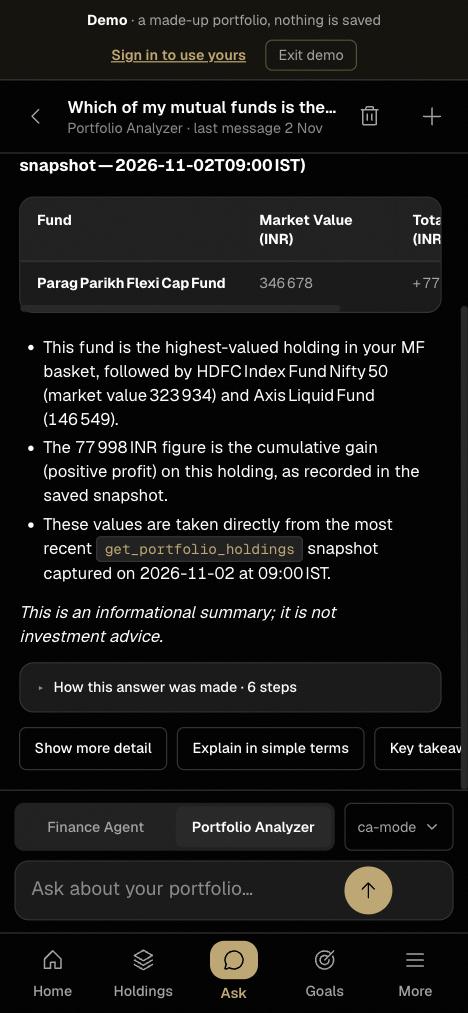 Demo · a made-up portfolio, nothing is saved
Sign in to use yours
Exit demo
Which of my mutual funds is the...
Portfolio Analyzer · last message 2 Nov
snapshot — 2026-11-02T09:00 IST)
Fund
Market Value
(INR)
Parag Parikh Flexi Cap Fund
346 678
+77
• This fund is the highest-valued holding in your MF
basket, followed by HDFC Index Fund Nifty 50
(market value 323 934) and Axis Liquid Fund
(146 549).
• The 77 998 INR figure is the cumulative gain
(positive profit) on this holding, as recorded in the
saved snapshot.
• These values are taken directly from the most
recent get_portfolio_holdings snapshot
captured on 2026-11-02 at 09:00 IST.
This is an informational summary; it is not
investment advice.
▸ How this answer was made · 6 steps
Show more detail
Explain in simple terms
Key
Finance Agent
Portfolio Analyzer
ca-mode
Ask about your portfolio...
Home
Holdings
Ask
Goals
More